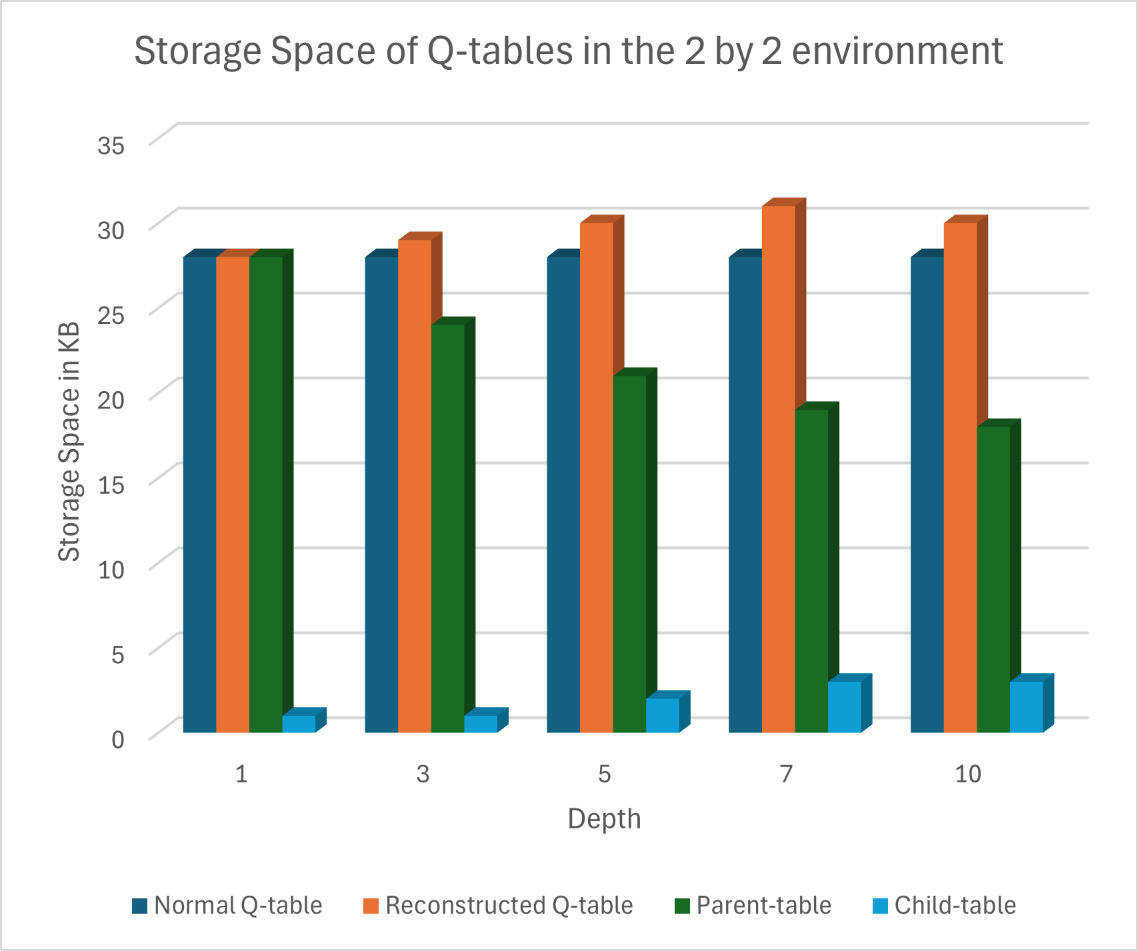 Storage Space of Q-tables in the 2 by 2 environment
Storage Space in KB
35
30
25
20
15
10
5
0
1 3 5 7 10
Depth
Normal Q-table Reconstructed Q-table Parent-table Child-table